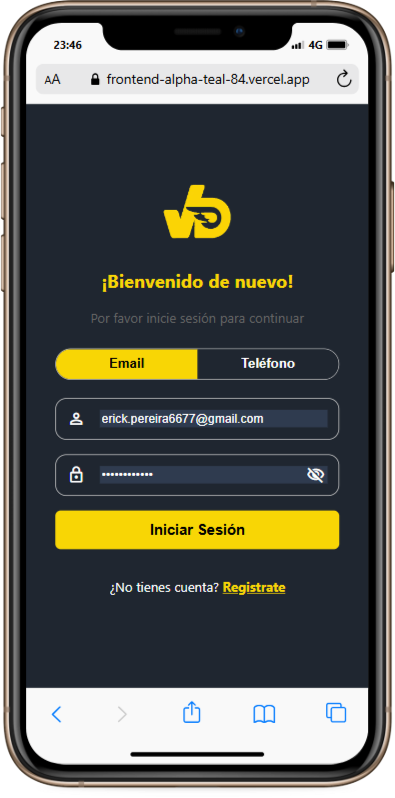 23:46
4G
AA
frontend-alpha-teal-84.vercel.app
vb
¡Bienvenido de nuevo!
Por favor inicie sesión para continuar
Email
Teléfono
erick.pereira6677@gmail.com
••••••••••••
Iniciar Sesión
¿No tienes cuenta? Registrate